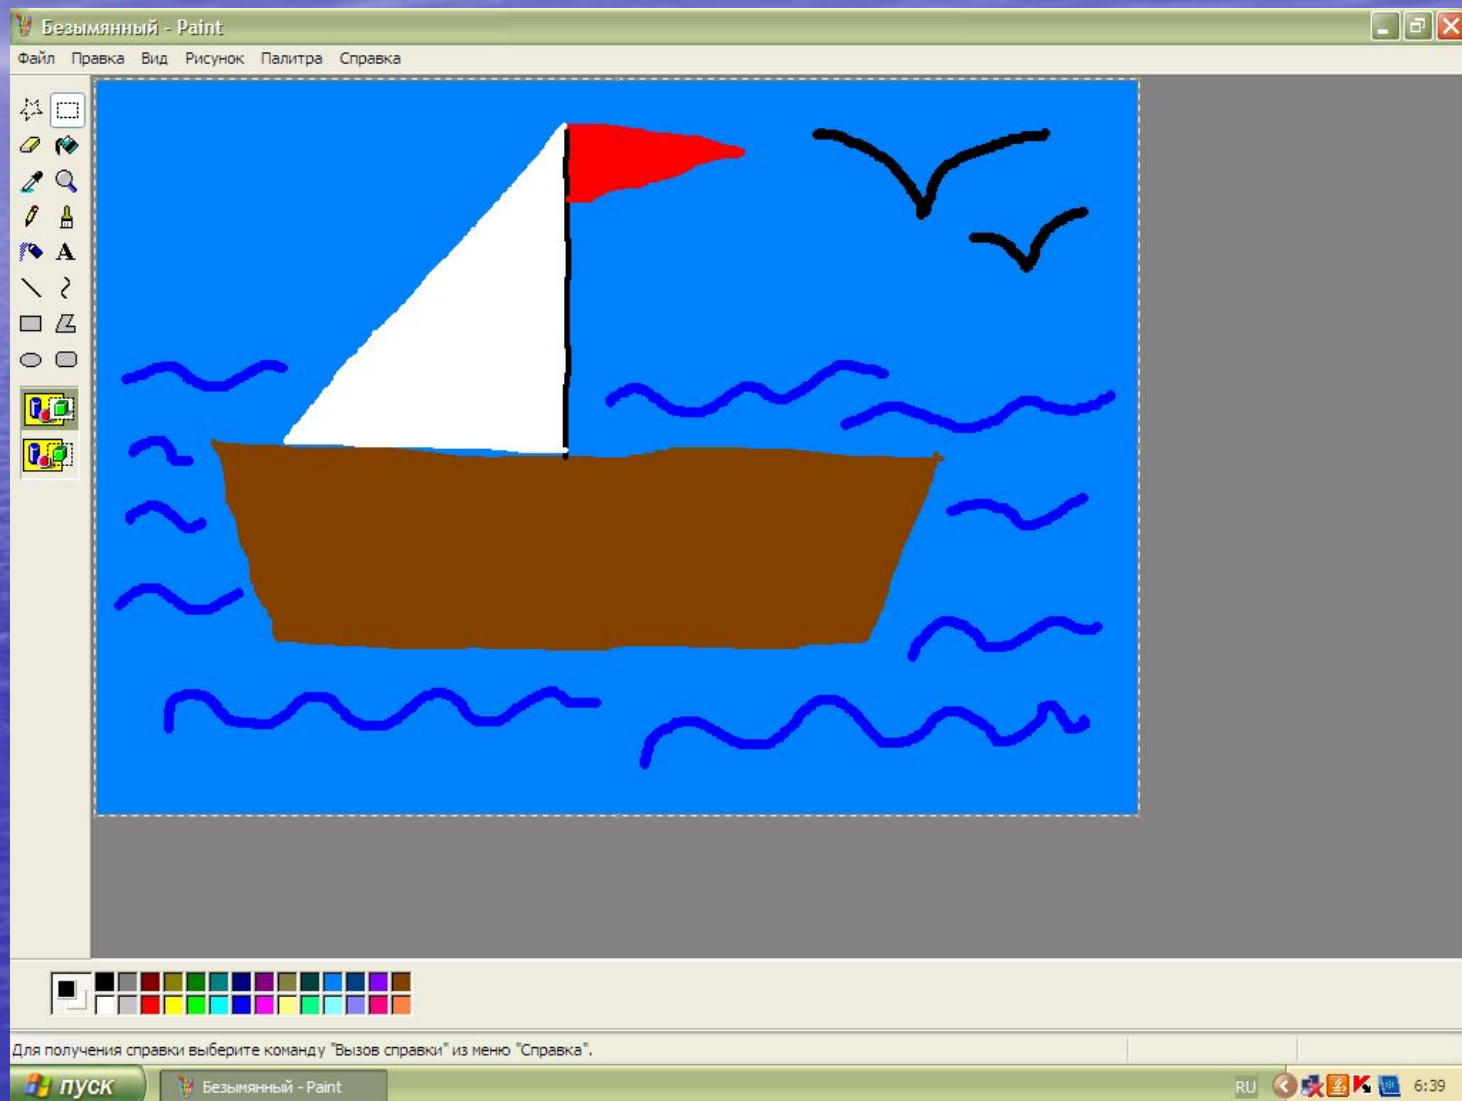 Безымянный - Paint
Файл Правка Вид Рисунок Палитра Справка
A
Для получения справки выберите команду "Вызов справки" из меню "Справка".
пуск
Безымянный - Paint
RU
6:39